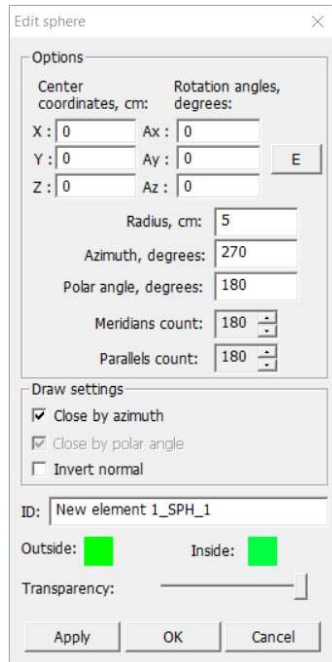 Edit sphere
Options
Center coordinates, cm: Rotation angles, degrees:
X : 0 Ax : 0
Y : 0 Ay : 0 E
Z : 0 Az : 0
Radius, cm: 5
Azimuth, degrees: 270
Polar angle, degrees: 180
Meridians count: 180
Parallels count: 180
Draw settings
Close by azimuth
Close by polar angle
Invert normal
ID: New element 1_SPH_1
Outside: Inside:
Transparency:
Apply OK Cancel